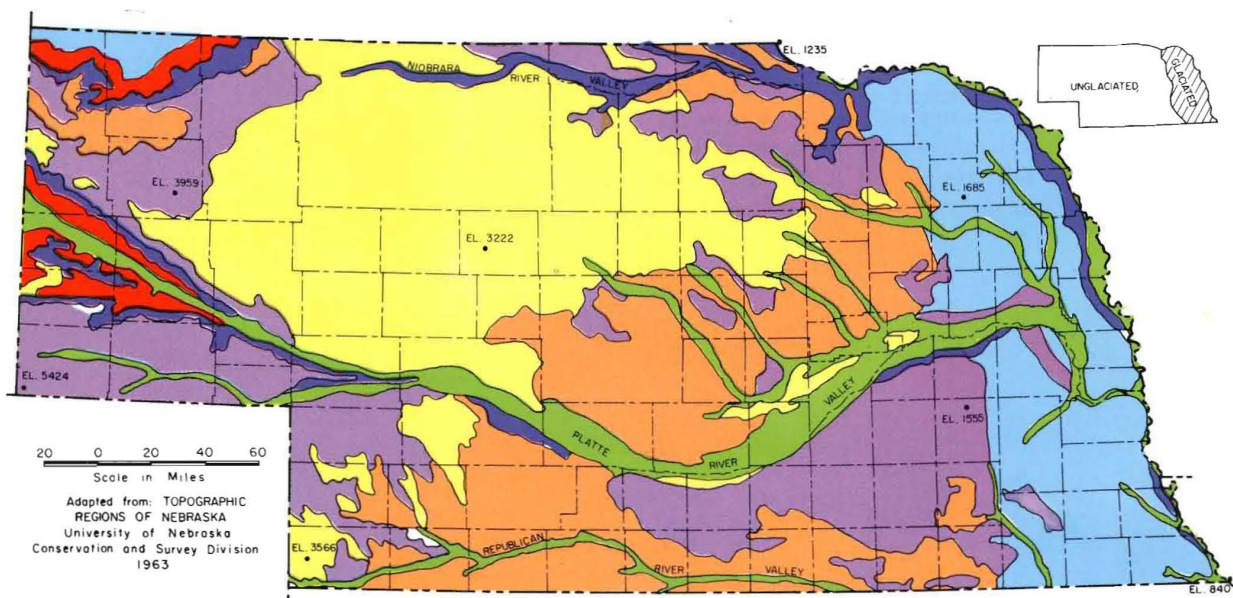 EL. 1235
NIOBRARA
RIVER
VALLEY
UNGLACIATED
GLACIATED
EL. 3959
EL. 1685
EL. 3222
EL. 5424
EL. 1555
VALLEY
PLATTE
RIVER
20 0 20 40 60
Scale in Miles
Adapted from: TOPOGRAPHIC
REGIONS OF NEBRASKA
University of Nebraska
Conservation and Survey Division
1963
EL. 3566
REPUBLICAN
RIVER
VALLEY
EL. 840